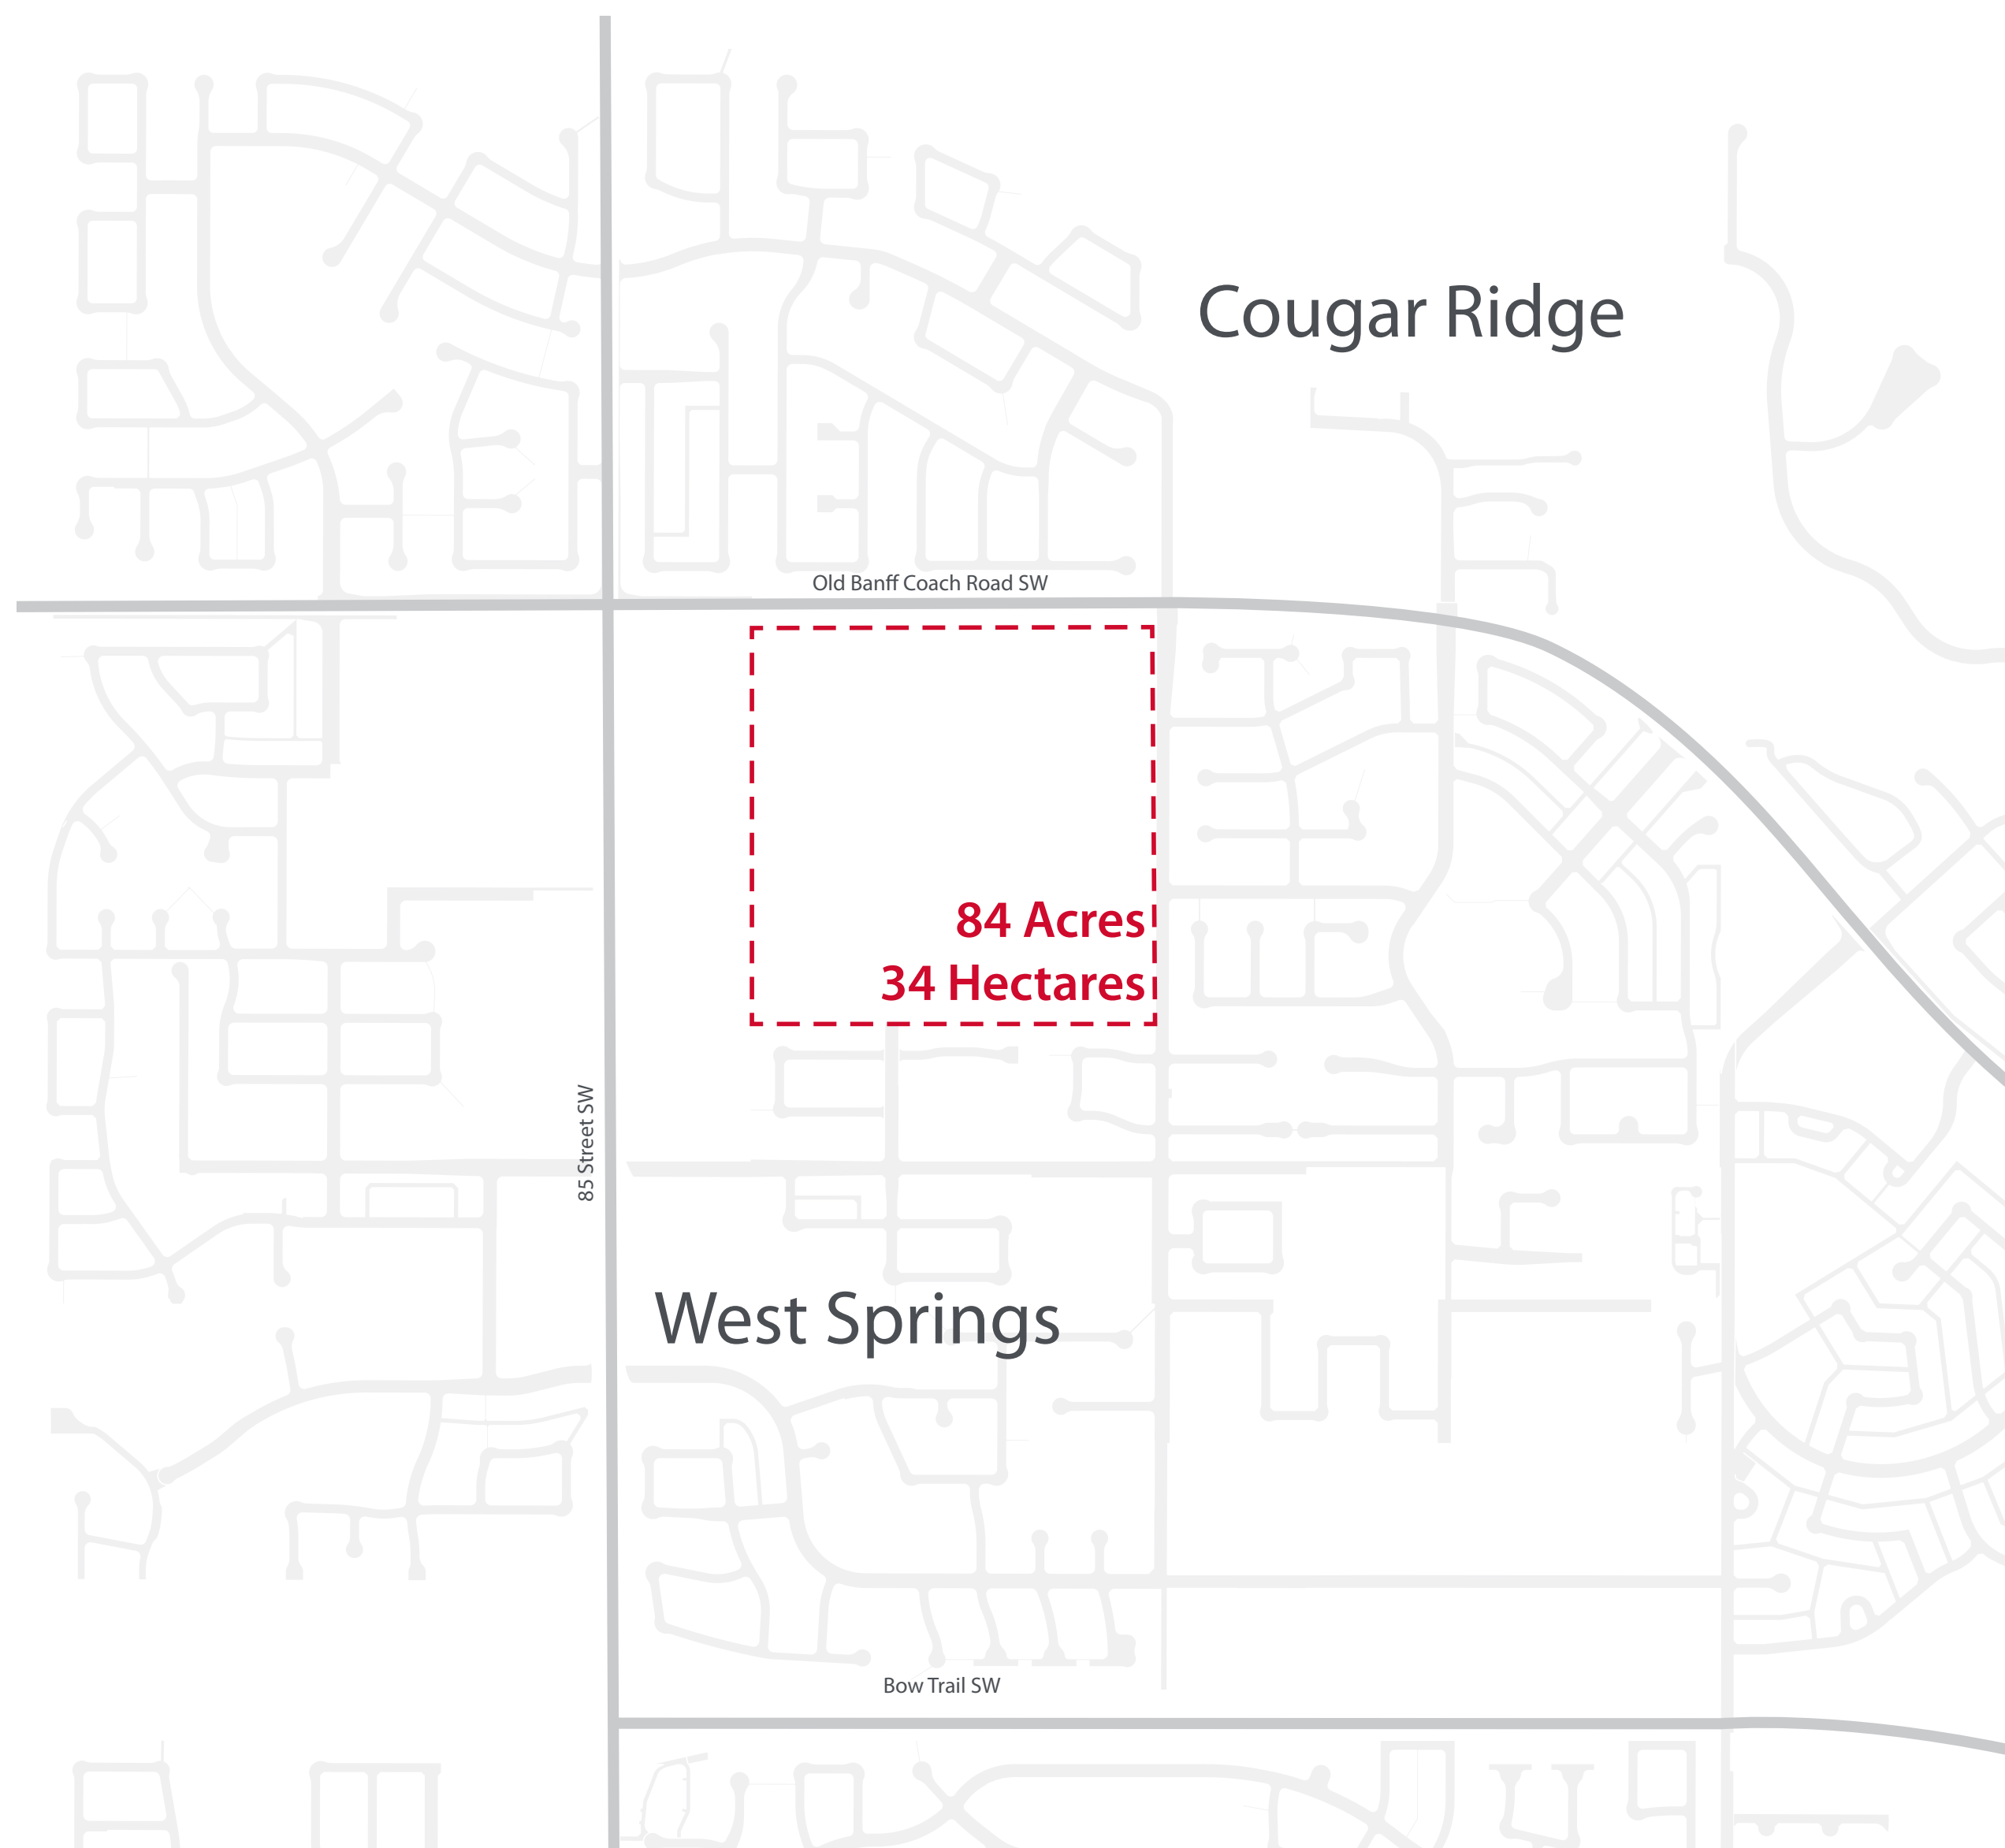 Cougar Ridge
Old Banff Coach Road SW
84 Acres
34 Hectares
85 Street SW
West Springs
Bow Trail SW